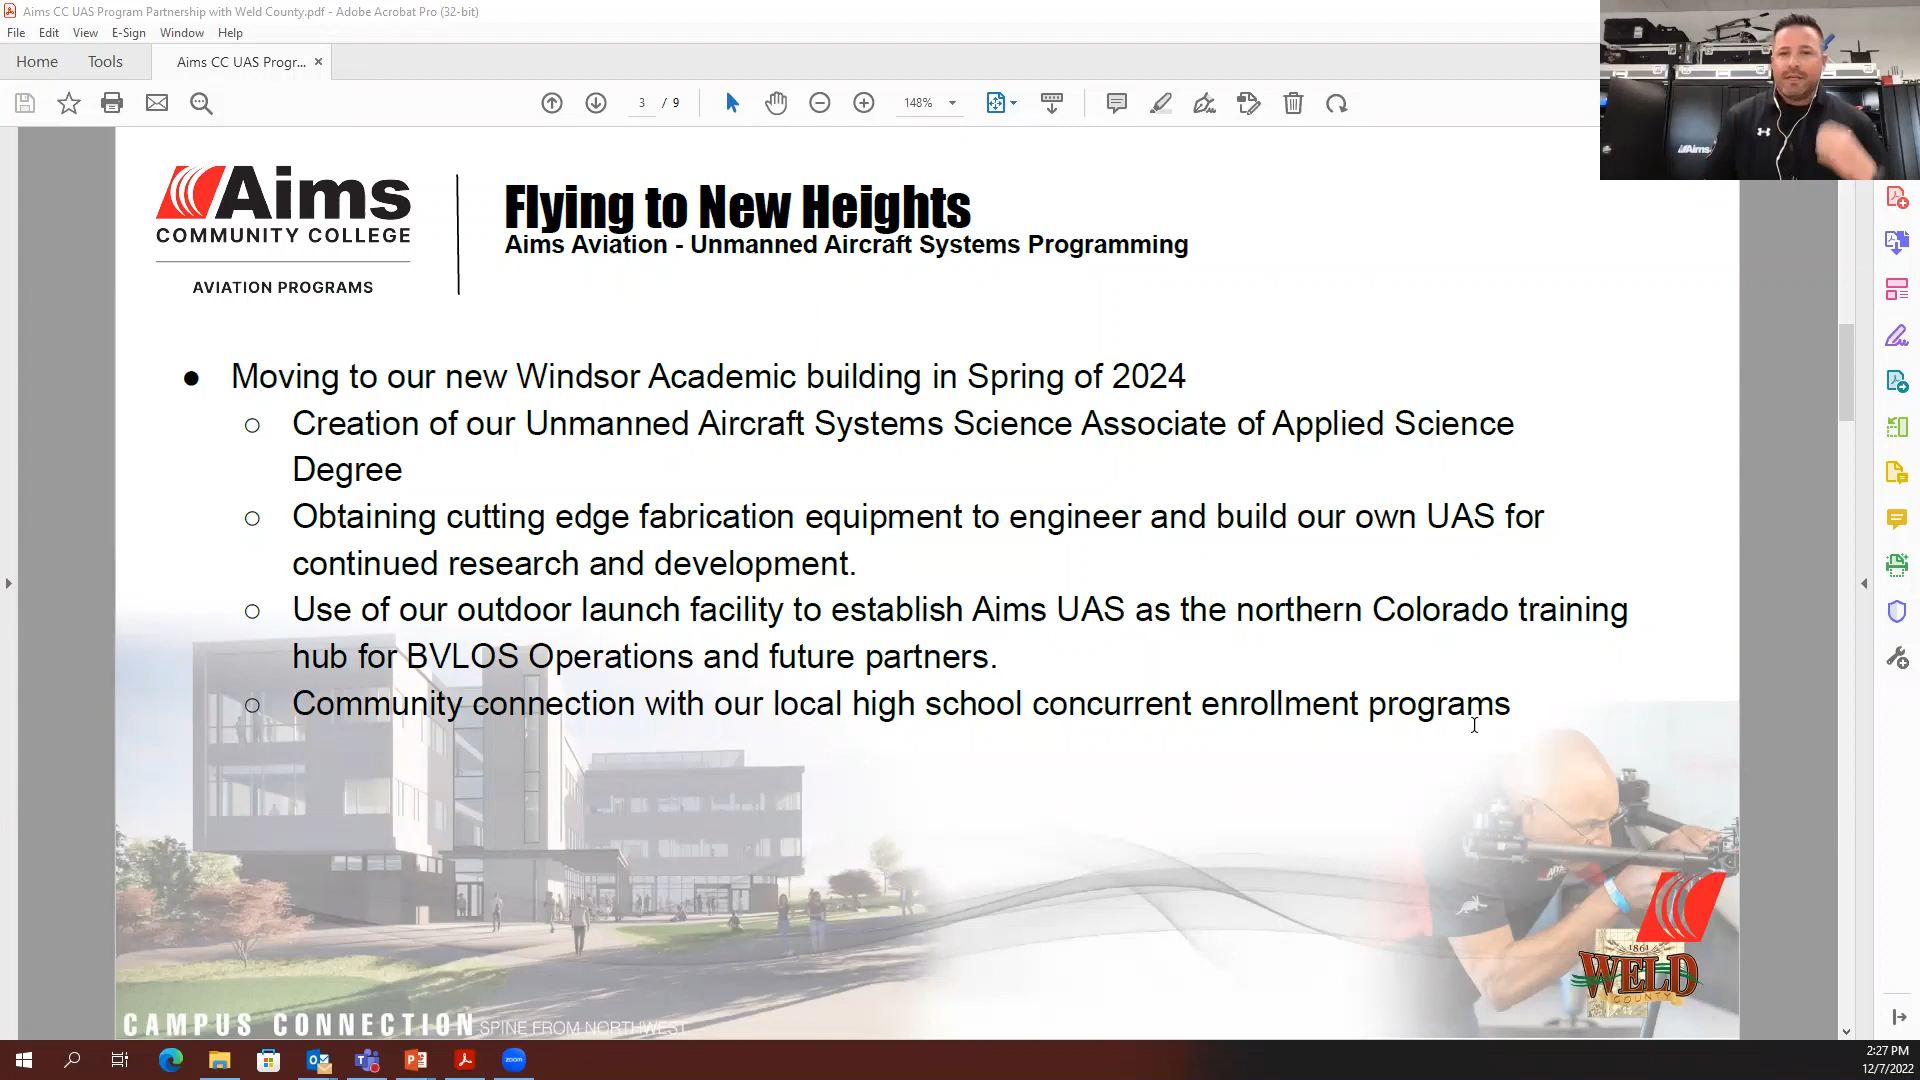 Aims CC UAS Program Partnership with Weld County.pdf - Adobe Acrobat Pro (32-bit)
File Edit View E-Sign Window Help
Home Tools Aims CC UAS Progr... ×
3 / 9 148%
Aims
Aims
COMMUNITY COLLEGE
AVIATION PROGRAMS
Flying to New Heights
Aims Aviation - Unmanned Aircraft Systems Programming
● Moving to our new Windsor Academic building in Spring of 2024
○ Creation of our Unmanned Aircraft Systems Science Associate of Applied Science
Degree
○ Obtaining cutting edge fabrication equipment to engineer and build our own UAS for
continued research and development.
○ Use of our outdoor launch facility to establish Aims UAS as the northern Colorado training
hub for BVLOS Operations and future partners.
○ Community connection with our local high school concurrent enrollment programs
1861
WELD
COUNTY
CAMPUS CONNECTION SPINE FROM NORTHWEST
zoom
2:27 PM
12/7/2022